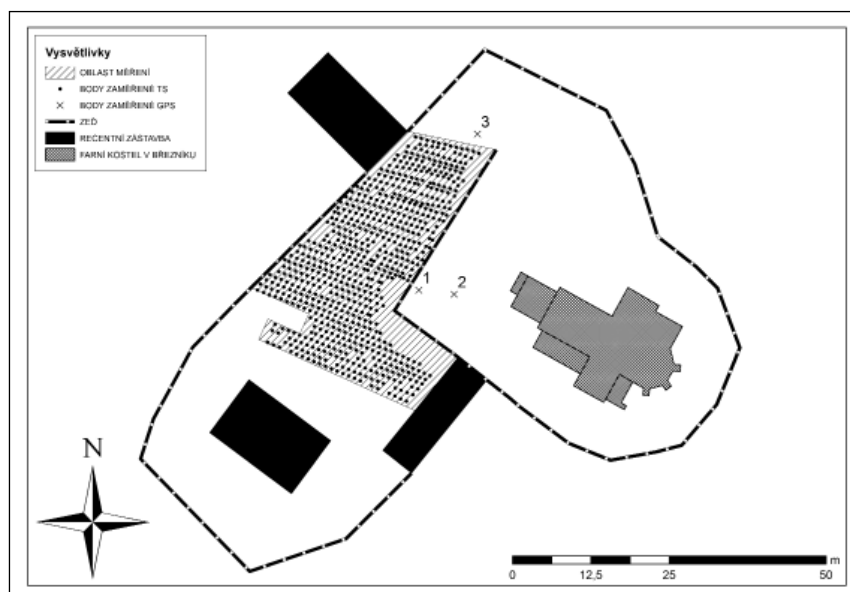 Vysvětlivky
OBLAST MĚŘENÍ
BODY ZAMĚŘENÉ TS
BODY ZAMĚŘENÉ GPS
ZEĎ
RECENTNÍ ZÁSTAVBA
FARNÍ KOSTEL V BŘEZNÍKU
3
1
2
N
m
0 12,5 25 50